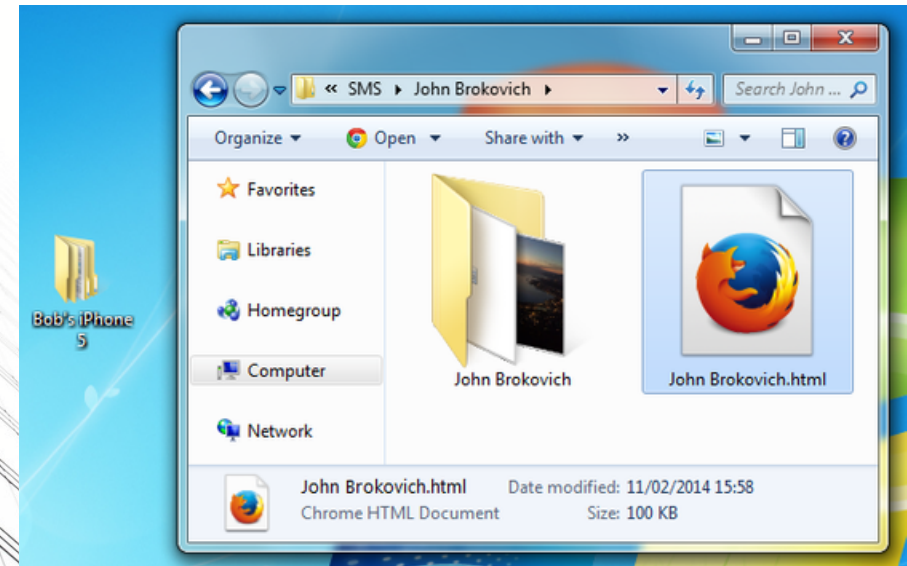 « SMS ▸ John Brokovich ▸
Search John ...
Organize
Open
Share with
»
Favorites
Libraries
Homegroup
Computer
Network
John Brokovich
John Brokovich.html
Bob's iPhone
5
John Brokovich.html Date modified: 11/02/2014 15:58
Chrome HTML Document Size: 100 KB